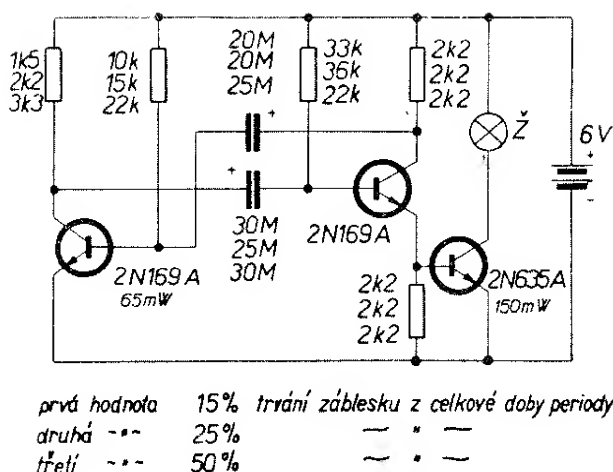 1k5
2k2
3k3
10k
15k
22k
20M
20M
25M
33k
36k
22k
2k2
2k2
2k2
+
Ž
6V
+
-
+
30M
25M
30M
2N169A
65mW
2N169A
2k2
2k2
2k2
2N635A
150mW
prvá hodnota 15% trvání záblesku z celkové doby periody
druhá -"- 25% — " —
třetí -"- 50% — " —